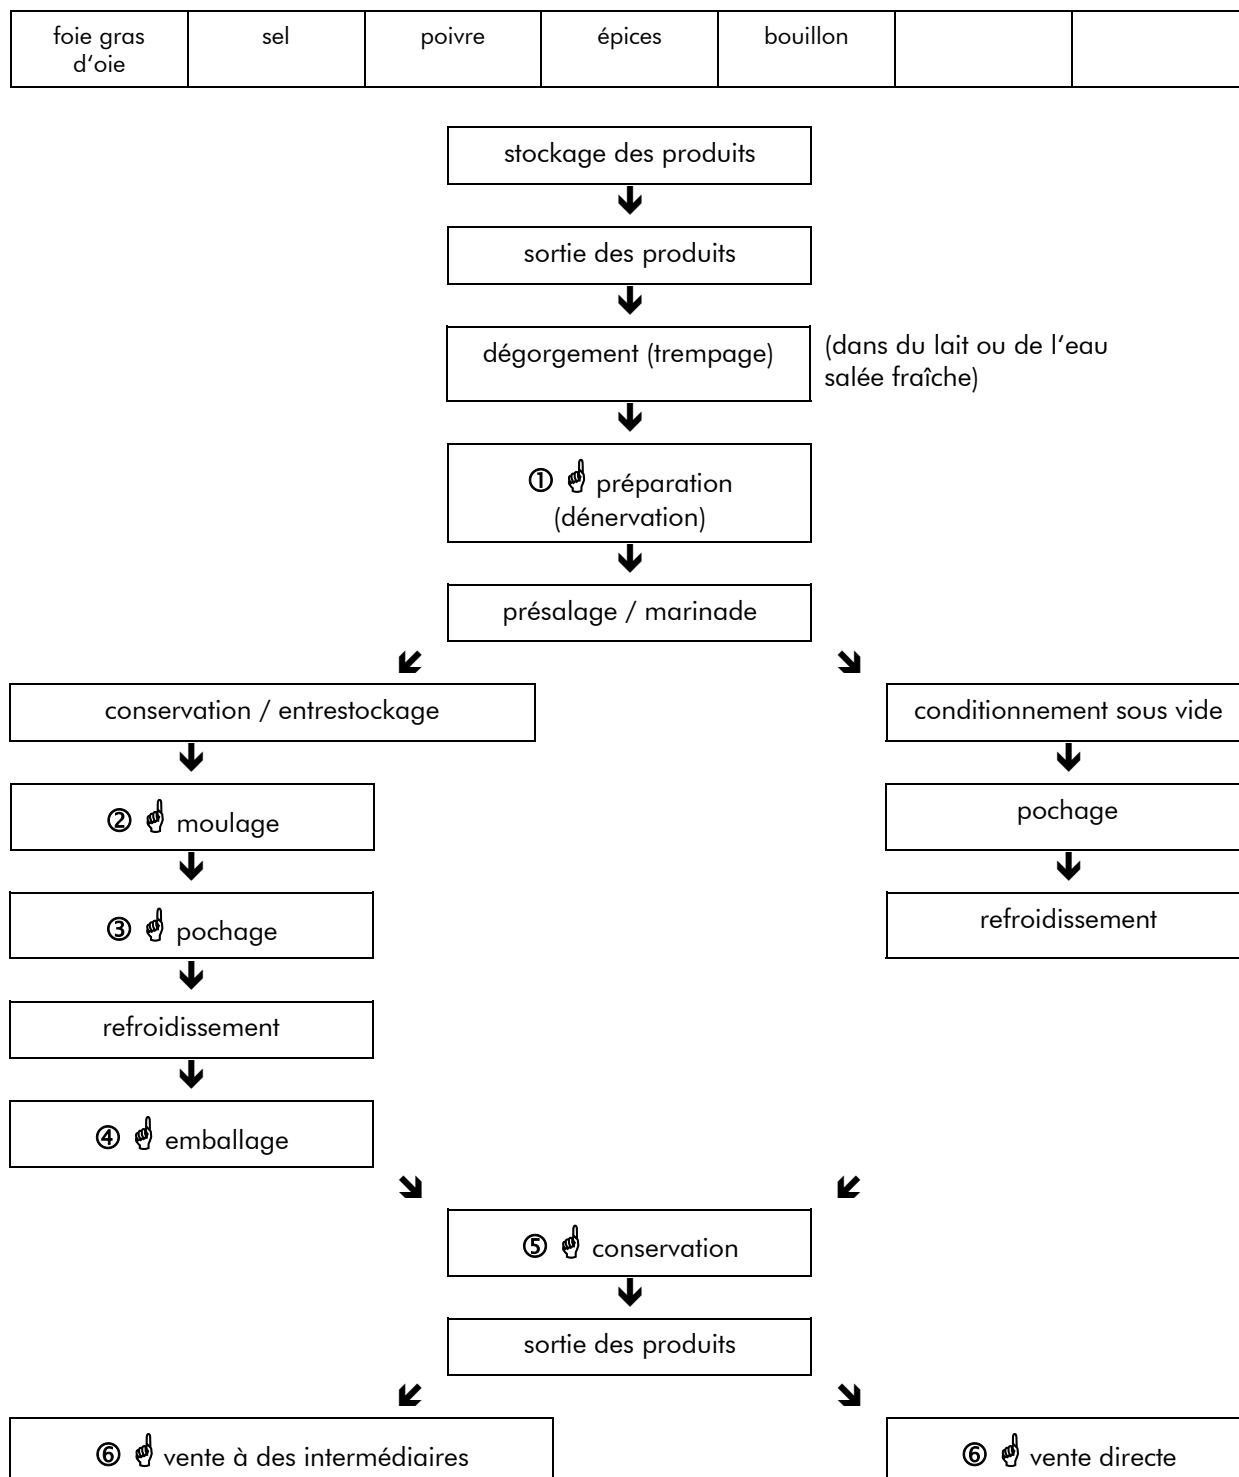 foie gras
d‘oie
sel
poivre
épices
bouillon
stockage des produits
sortie des produits
dégorgement (trempage)
(dans du lait ou de l‘eau
salée fraîche)
① ☝ préparation
(dénervation)
présalage / marinade
conservation / entrestockage
conditionnement sous vide
② ☝ moulage
pochage
③ ☝ pochage
refroidissement
refroidissement
④ ☝ emballage
⑤ ☝ conservation
sortie des produits
⑥ ☝ vente à des intermédiaires
⑥ ☝ vente directe